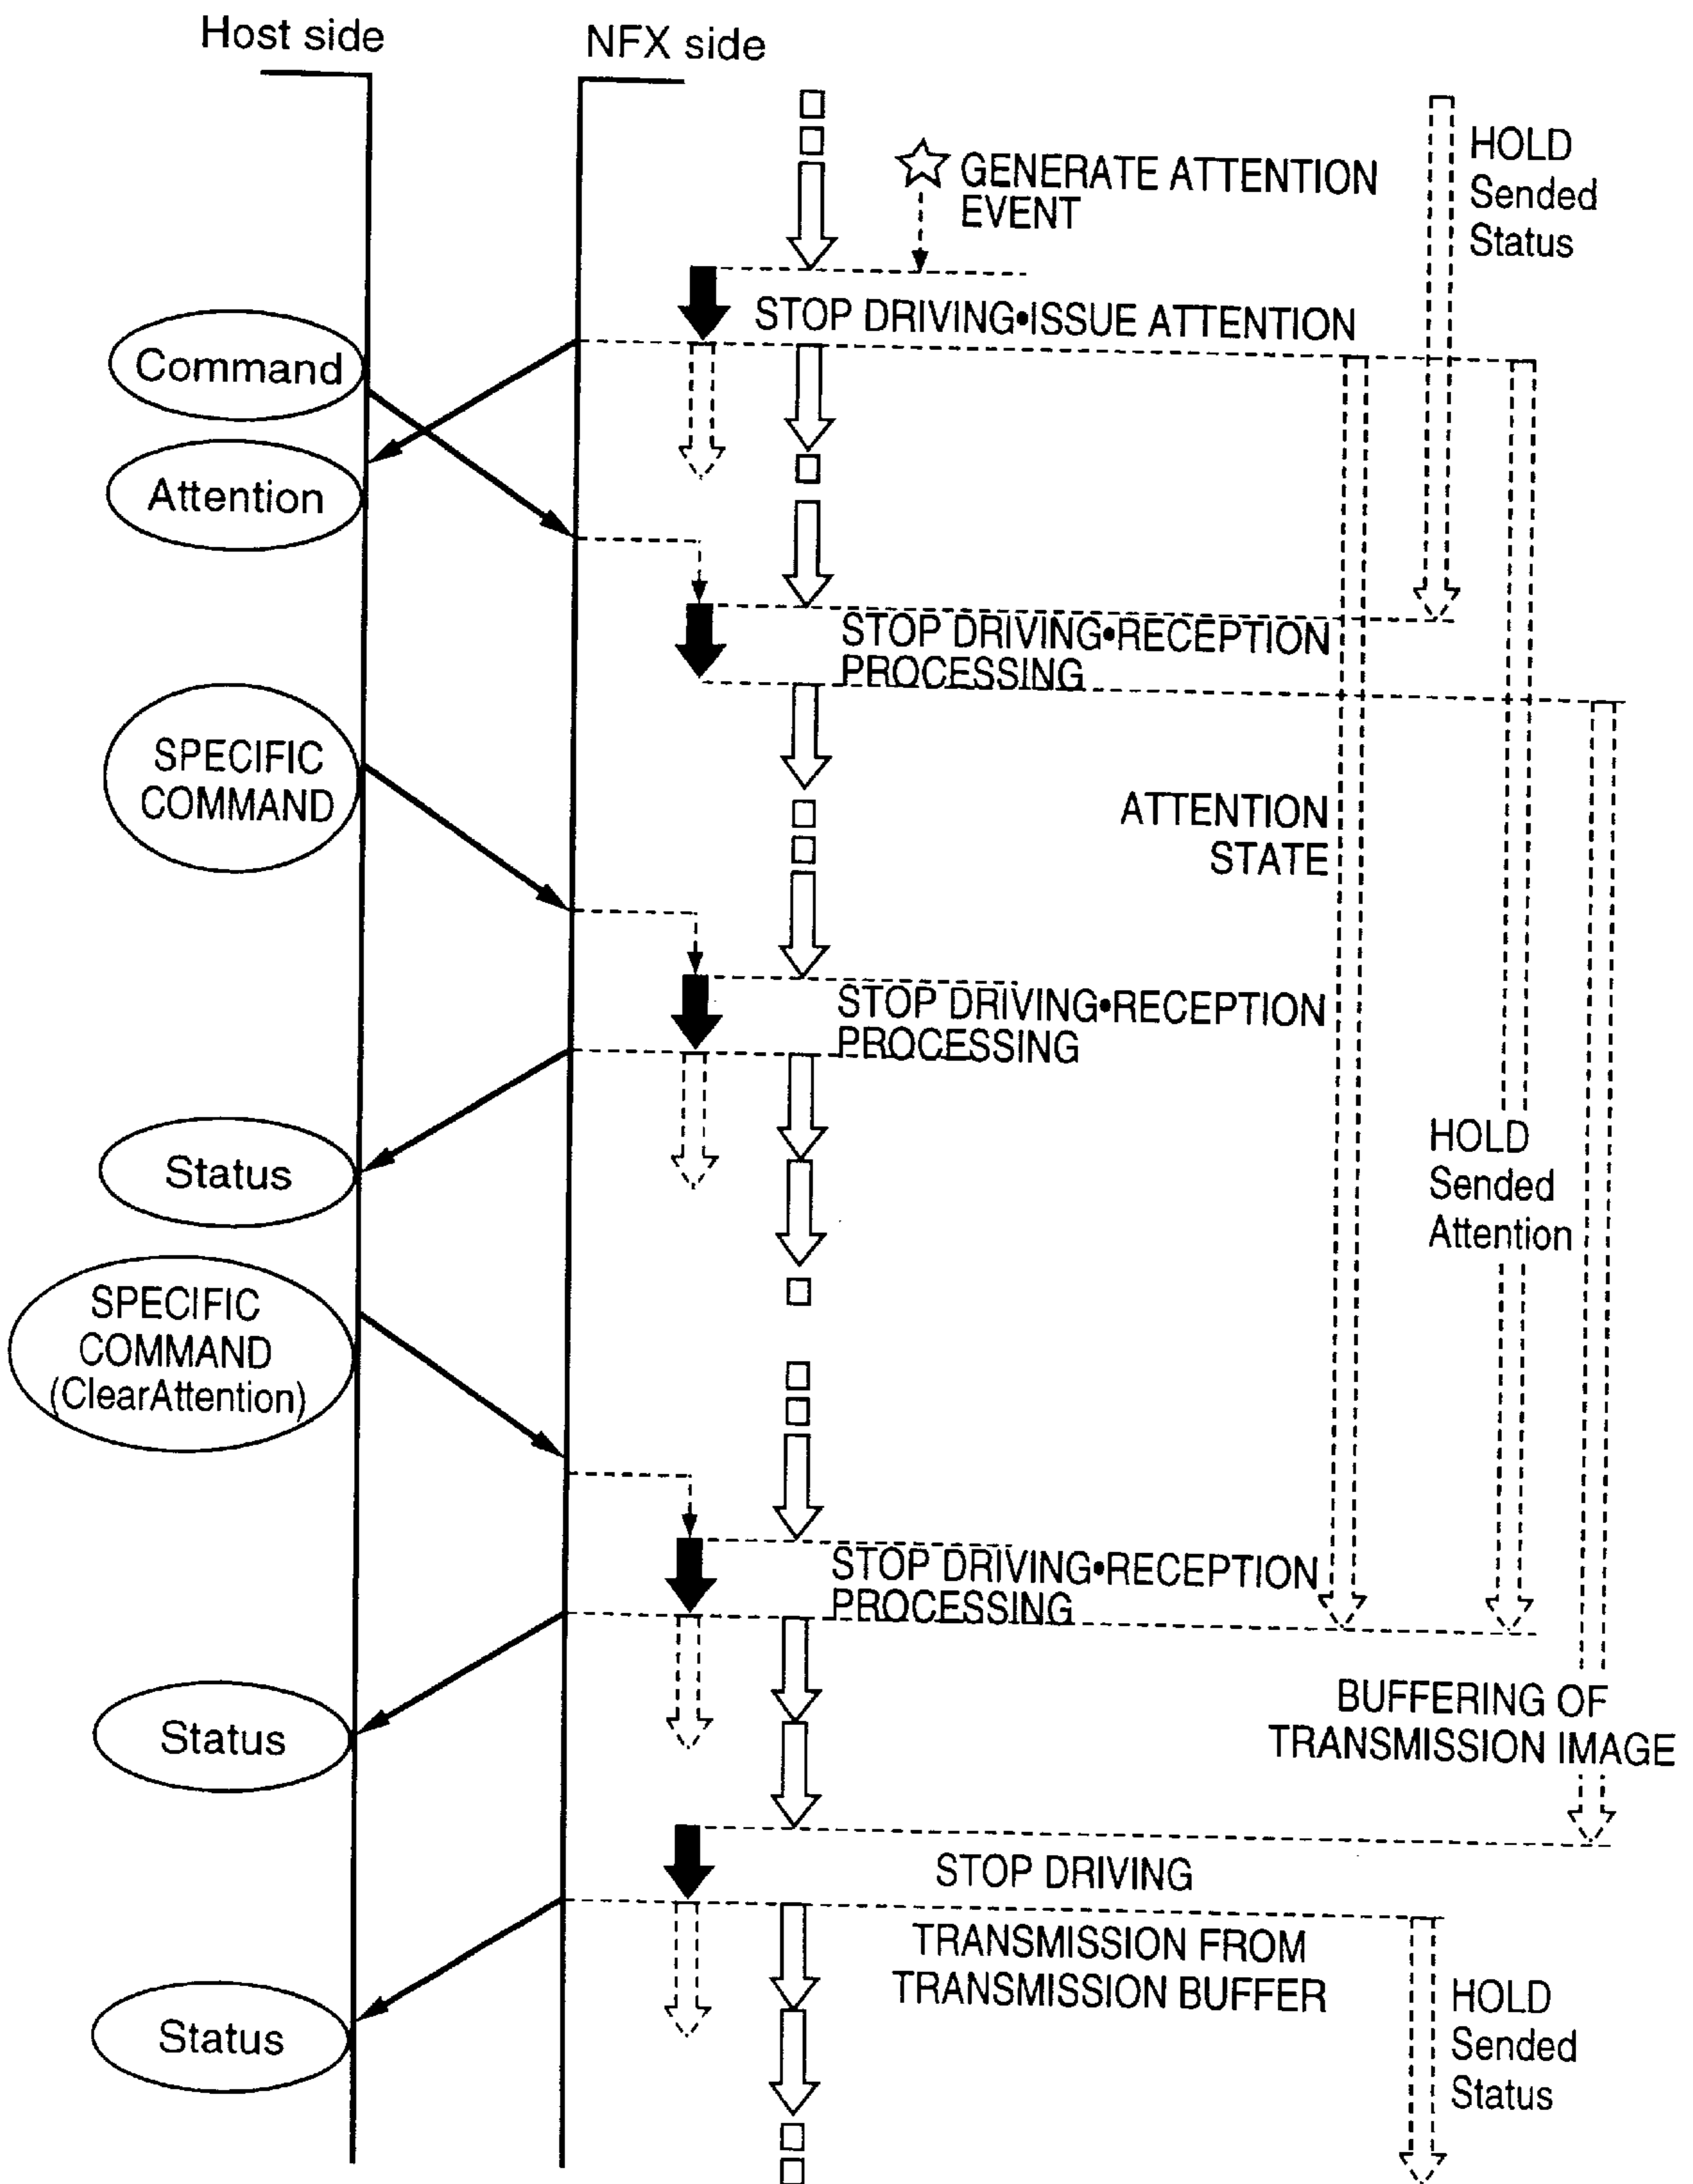 Host side
NFX side
HOLD
Sended
Status
GENERATE ATTENTION
EVENT
STOP DRIVING•ISSUE ATTENTION
Command
Attention
STOP DRIVING•RECEPTION
PROCESSING
SPECIFIC
COMMAND
ATTENTION
STATE
STOP DRIVING•RECEPTION
PROCESSING
Status
HOLD
Sended
Attention
SPECIFIC
COMMAND
(ClearAttention)
STOP DRIVING•RECEPTION
PROCESSING
Status
BUFFERING OF
TRANSMISSION IMAGE
STOP DRIVING
TRANSMISSION FROM
TRANSMISSION BUFFER
Status
HOLD
Sended
Status